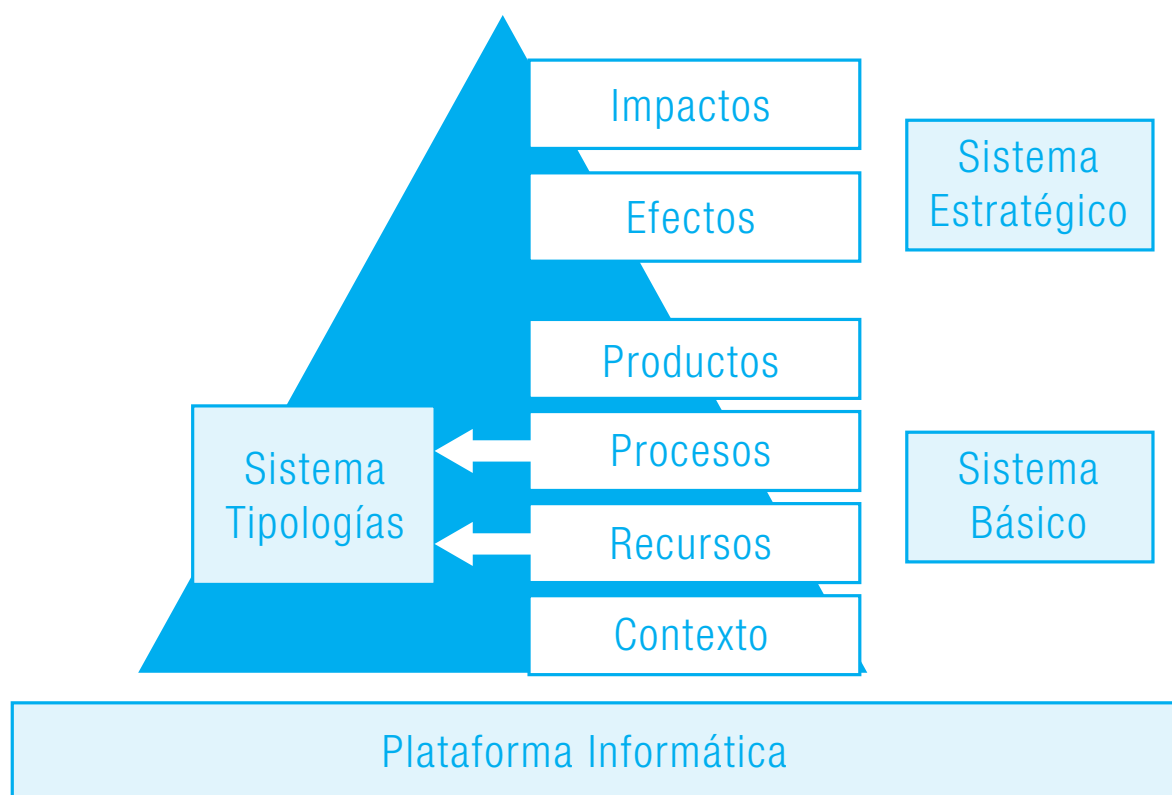 Impactos
Efectos
Sistema
Estratégico
Productos
Procesos
Recursos
Contexto
Sistema
Tipologías
Sistema
Básico
Plataforma Informática